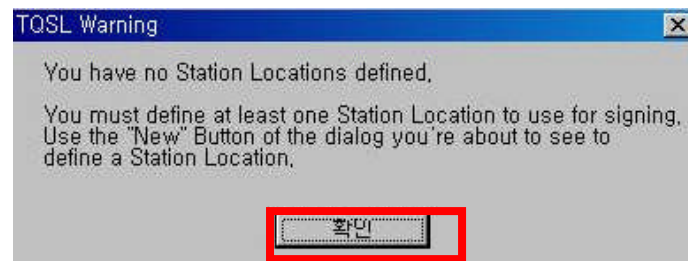 TQSL Warning
You have no Station Locations defined.
You must define at least one Station Location to use for signing.
Use the "New" Button of the dialog you're about to see to
define a Station Location.
확인